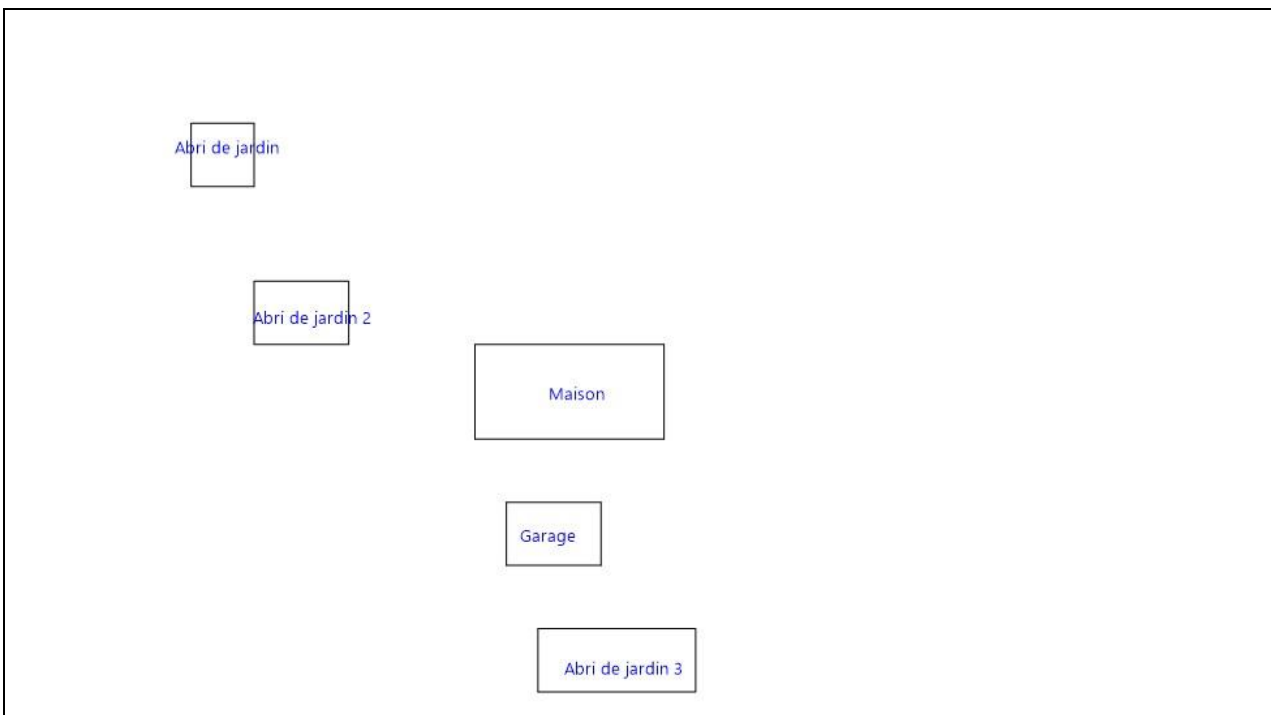 Abri de jardin
Abri de jardin 2
Maison
Garage
Abri de jardin 3